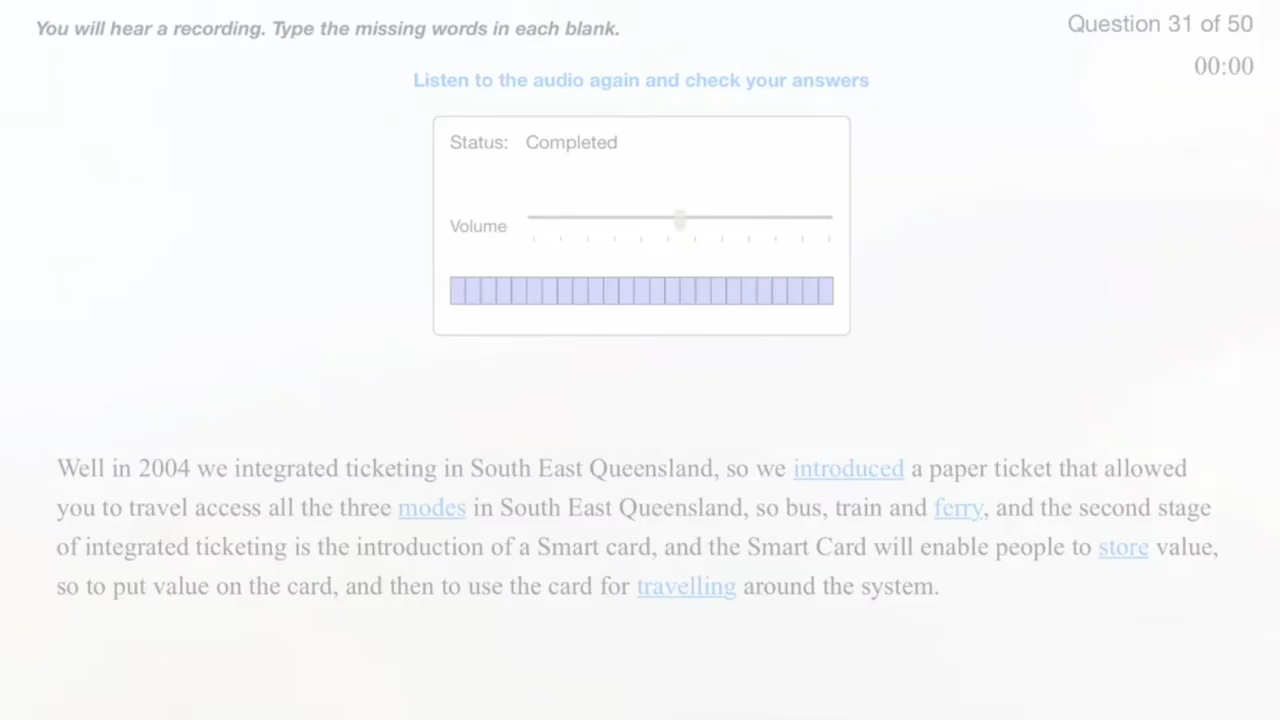 You will hear a recording. Type the missing words in each blank.
Question 31 of 50
00:00
Listen to the audio again and check your answers
Status: Completed
Volume
Well in 2004 we integrated ticketing in South East Queensland, so we introduced a paper ticket that allowed
you to travel access all the three modes in South East Queensland, so bus, train and ferry, and the second stage
of integrated ticketing is the introduction of a Smart card, and the Smart Card will enable people to store value,
so to put value on the card, and then to use the card for travelling around the system.